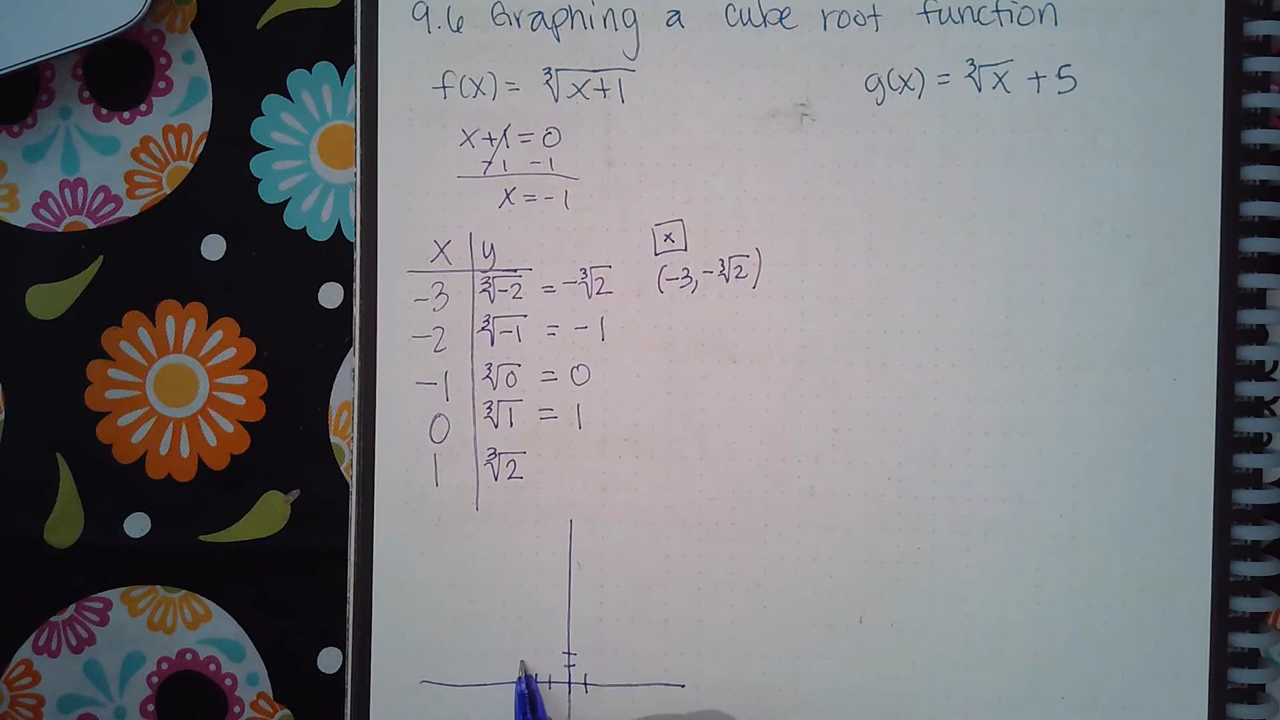 9.6 Graphing a cube root function
f(x) = ∛(x+1)
g(x) = ∛x + 5
x+1 = 0
-1 -1
x = -1
x y
-3 ∛-2 = -∛2
x
(-3, -∛2)
-2 ∛-1 = -1
-1 ∛0 = 0
0 ∛1 = 1
1 ∛2